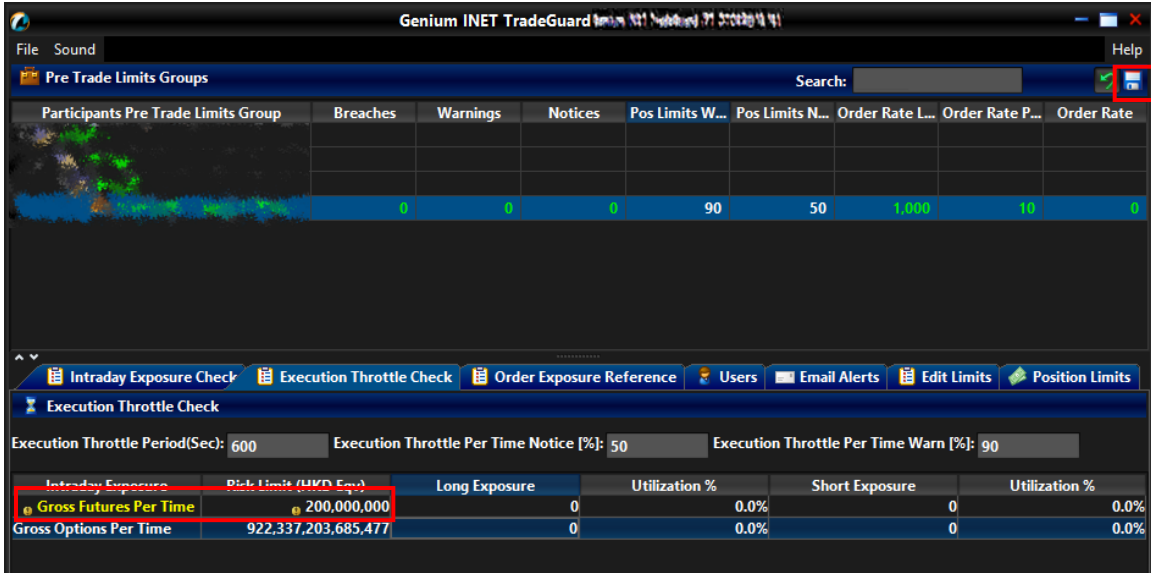 Genium INET TradeGuard
File Sound Help
Pre Trade Limits Groups Search:
Participants Pre Trade Limits Group Breaches Warnings Notices Pos Limits W... Pos Limits N... Order Rate L... Order Rate P... Order Rate
0 0 0 90 50 1,000 10 0
Intraday Exposure Check Execution Throttle Check Order Exposure Reference Users Email Alerts Edit Limits Position Limits
Execution Throttle Check
Execution Throttle Period(Sec): 600 Execution Throttle Per Time Notice [%]: 50 Execution Throttle Per Time Warn [%]: 90
Intraday Exposure Risk Limit (HKD Eqv) Long Exposure Utilization % Short Exposure Utilization %
Gross Futures Per Time 200,000,000 0 0.0% 0 0.0%
Gross Options Per Time 922,337,203,685,477 0 0.0% 0 0.0%